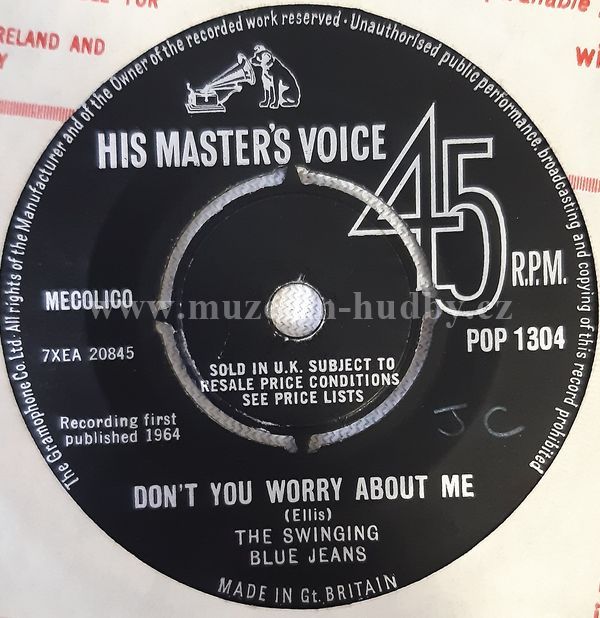 LE FOR
IRELAND AND
wi
The Gramophone Co. Ltd. All rights of the Manufacturer and of the Owner of the recorded work reserved · Unauthorised public performance, broadcasting and copying of this record prohibited
HIS MASTER'S VOICE
45
R.P.M.
MECOLICO
www.muzeum-hudby.cz
7XEA 20845
POP 1304
SOLD IN U.K. SUBJECT TO
RESALE PRICE CONDITIONS
SEE PRICE LISTS
Recording first
published 1964
JC
DON'T YOU WORRY ABOUT ME
(Ellis)
THE SWINGING
BLUE JEANS
MADE IN Gt. BRITAIN